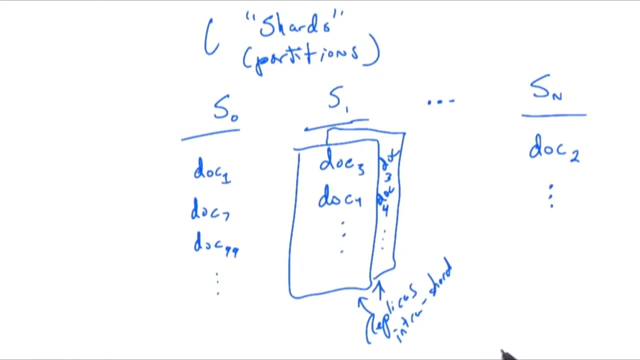 "Shards"
(partitions)
S0 S1 ... SN
doc1
doc7
doc99
doc3
doc4
doc 3
doc 4
doc2
Replicas
intra-shard